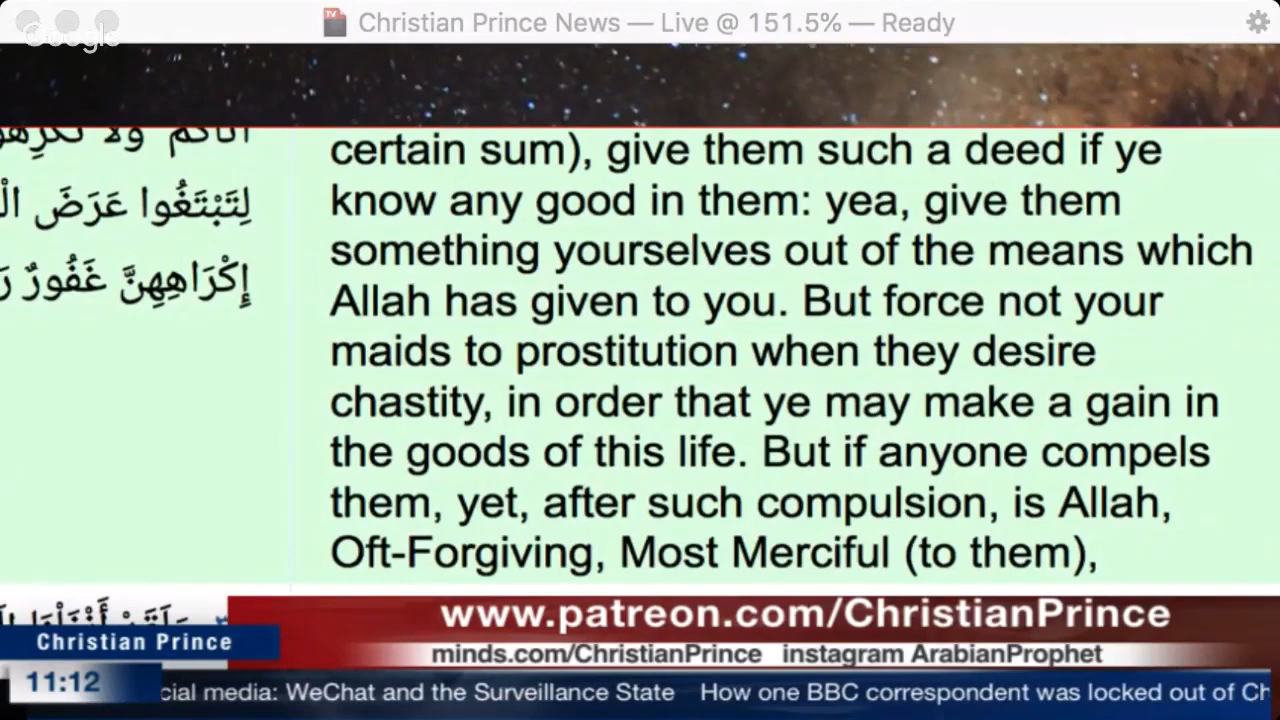 Christian Prince News — Live @ 151.5% — Ready
Google
certain sum), give them such a deed if ye
know any good in them: yea, give them
something yourselves out of the means which
Allah has given to you. But force not your
maids to prostitution when they desire
chastity, in order that ye may make a gain in
the goods of this life. But if anyone compels
them, yet, after such compulsion, is Allah,
Oft-Forgiving, Most Merciful (to them),
لِتَبْتَغُوا عَرَضَ
إِكْرَاهِهِنَّ غَفُورٌ
www.patreon.com/ChristianPrince
Christian Prince
minds.com/ChristianPrince instagram ArabianProphet
11:12
cial media: WeChat and the Surveillance State How one BBC correspondent was locked out of Ch